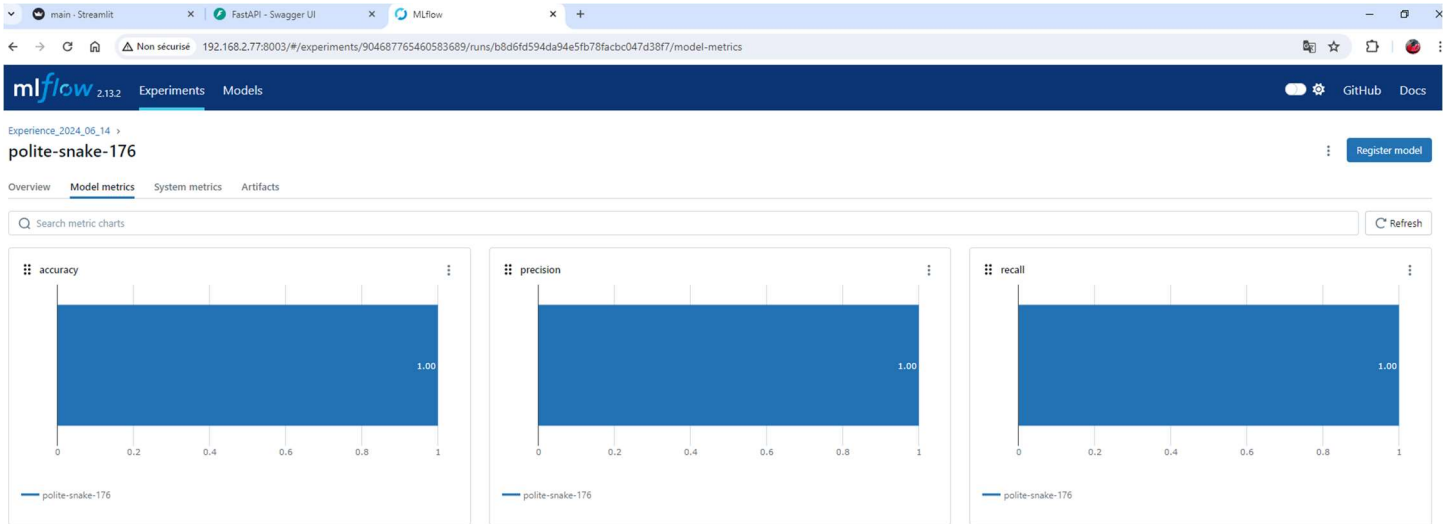 main · Streamlit
FastAPI - Swagger UI
MLflow
Non sécurisé 192.168.2.77:8003/#/experiments/904687765460583689/runs/b8d6fd594da94e5fb78facbc047d38f7/model-metrics
mlflow 2.13.2 Experiments Models GitHub Docs
Experience_2024_06_14 >
polite-snake-176 Register model
Overview Model metrics System metrics Artifacts
Search metric charts Refresh
accuracy
1.00
0 0.2 0.4 0.6 0.8 1
polite-snake-176
precision
1.00
0 0.2 0.4 0.6 0.8 1
polite-snake-176
recall
1.00
0 0.2 0.4 0.6 0.8 1
polite-snake-176